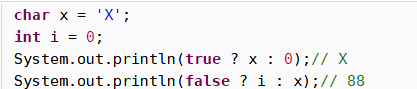 char x = 'X';
int i = 0;
System.out.println(true ? x : 0);// X
System.out.println(false ? i : x);// 88